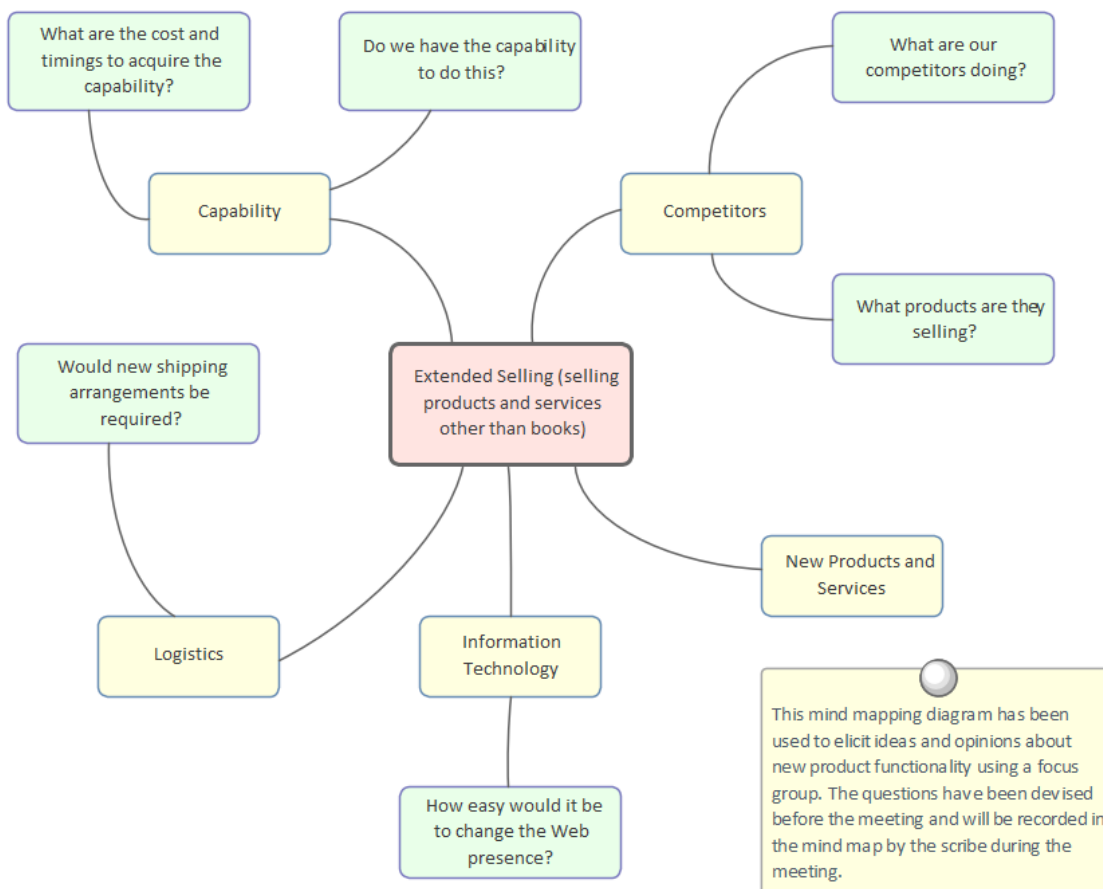 What are the cost and
timings to acquire the
capability?
Do we have the capability
to do this?
What are our
competitors doing?
Capability
Competitors
What products are they
selling?
Would new shipping
arrangements be
required?
Extended Selling (selling
products and services
other than books)
New Products and
Services
Logistics
Information
Technology
How easy would it be
to change the Web
presence?
This mind mapping diagram has been
used to elicit ideas and opinions about
new product functionality using a focus
group. The questions have been devised
before the meeting and will be recorded in
the mind map by the scribe during the
meeting.